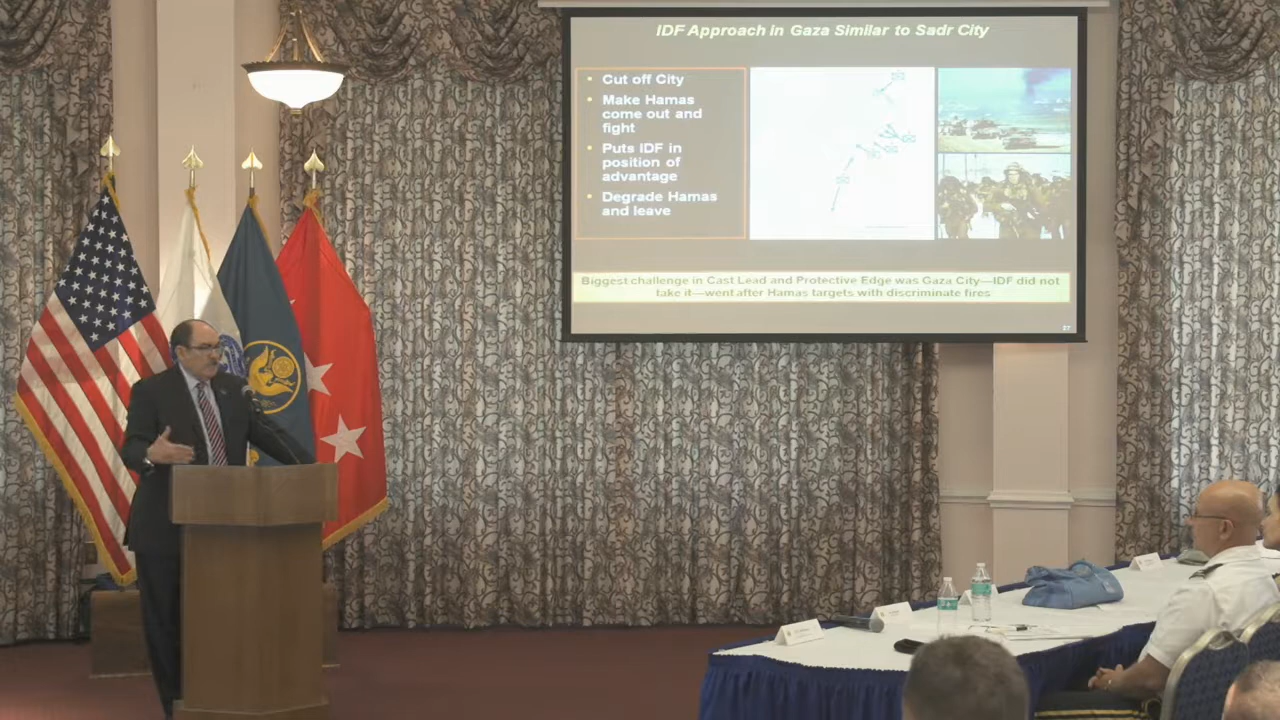 IDF Approach in Gaza Similar to Sadr City
Cut off City
Make Hamas
come out and
fight
Puts IDF in
position of
advantage
Degrade Hamas
and leave
Biggest challenge in Cast Lead and Protective Edge was Gaza City—IDF did not
take it—went after Hamas targets with discriminate fires